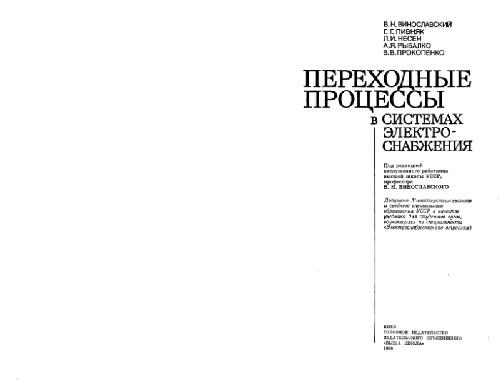 В.Н. ВИНОСЛАВСКИЙ
Г.Г. ПИВНЯК
Л.И. НЕСЕН
А.Я. РЫБАЛКО
В.В. ПРОКОПЕНКО
ПЕРЕХОДНЫЕ
ПРОЦЕССЫ
В СИСТЕМАХ
ЭЛЕКТРО-
СНАБЖЕНИЯ
Под редакцией
заслуженного работника
высшей школы УССР,
профессора
В. Н. ВИНОСЛАВСКОГО
Допущено Министерством высшего
и среднего специального
образования УССР в качестве
учебника для студентов вузов,
обучающихся по специальности
«Электроснабжение (по отраслям)»
КИЕВ
ГОЛОВНОЕ ИЗДАТЕЛЬСТВО
ИЗДАТЕЛЬСКОГО ОБЪЕДИНЕНИЯ
«ВЫЩА ШКОЛА»